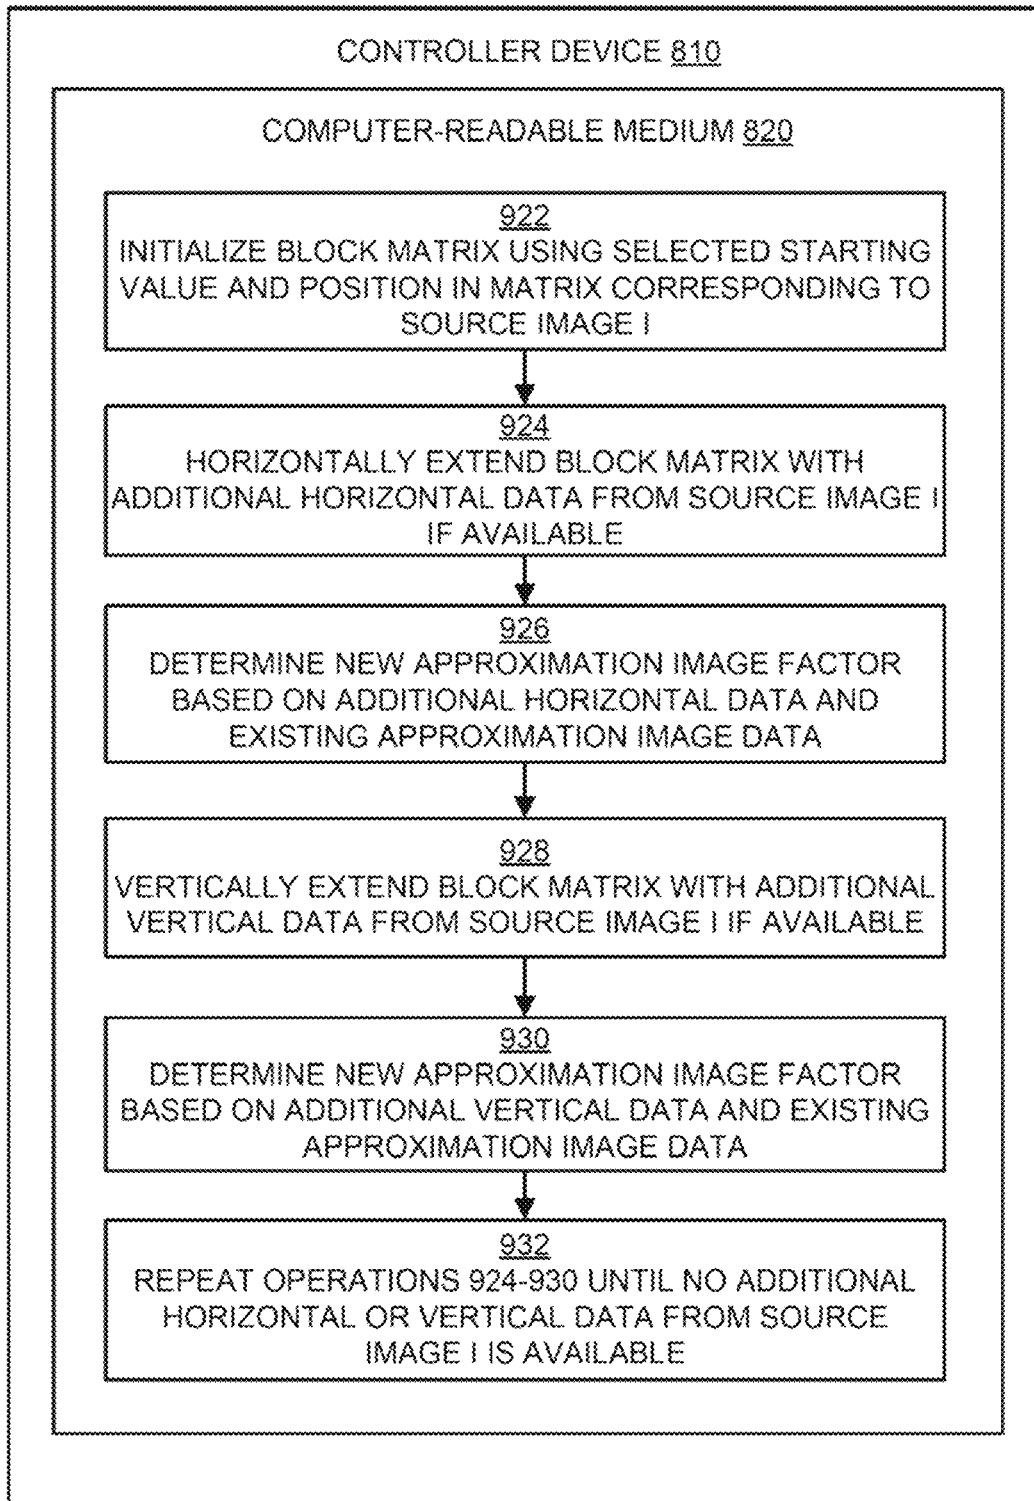 CONTROLLER DEVICE 810
COMPUTER-READABLE MEDIUM 820
922
INITIALIZE BLOCK MATRIX USING SELECTED STARTING
VALUE AND POSITION IN MATRIX CORRESPONDING TO
SOURCE IMAGE I
924
HORIZONTALLY EXTEND BLOCK MATRIX WITH
ADDITIONAL HORIZONTAL DATA FROM SOURCE IMAGE I
IF AVAILABLE
926
DETERMINE NEW APPROXIMATION IMAGE FACTOR
BASED ON ADDITIONAL HORIZONTAL DATA AND
EXISTING APPROXIMATION IMAGE DATA
928
VERTICALLY EXTEND BLOCK MATRIX WITH ADDITIONAL
VERTICAL DATA FROM SOURCE IMAGE I IF AVAILABLE
930
DETERMINE NEW APPROXIMATION IMAGE FACTOR
BASED ON ADDITIONAL VERTICAL DATA AND EXISTING
APPROXIMATION IMAGE DATA
932
REPEAT OPERATIONS 924-930 UNTIL NO ADDITIONAL
HORIZONTAL OR VERTICAL DATA FROM SOURCE
IMAGE I IS AVAILABLE